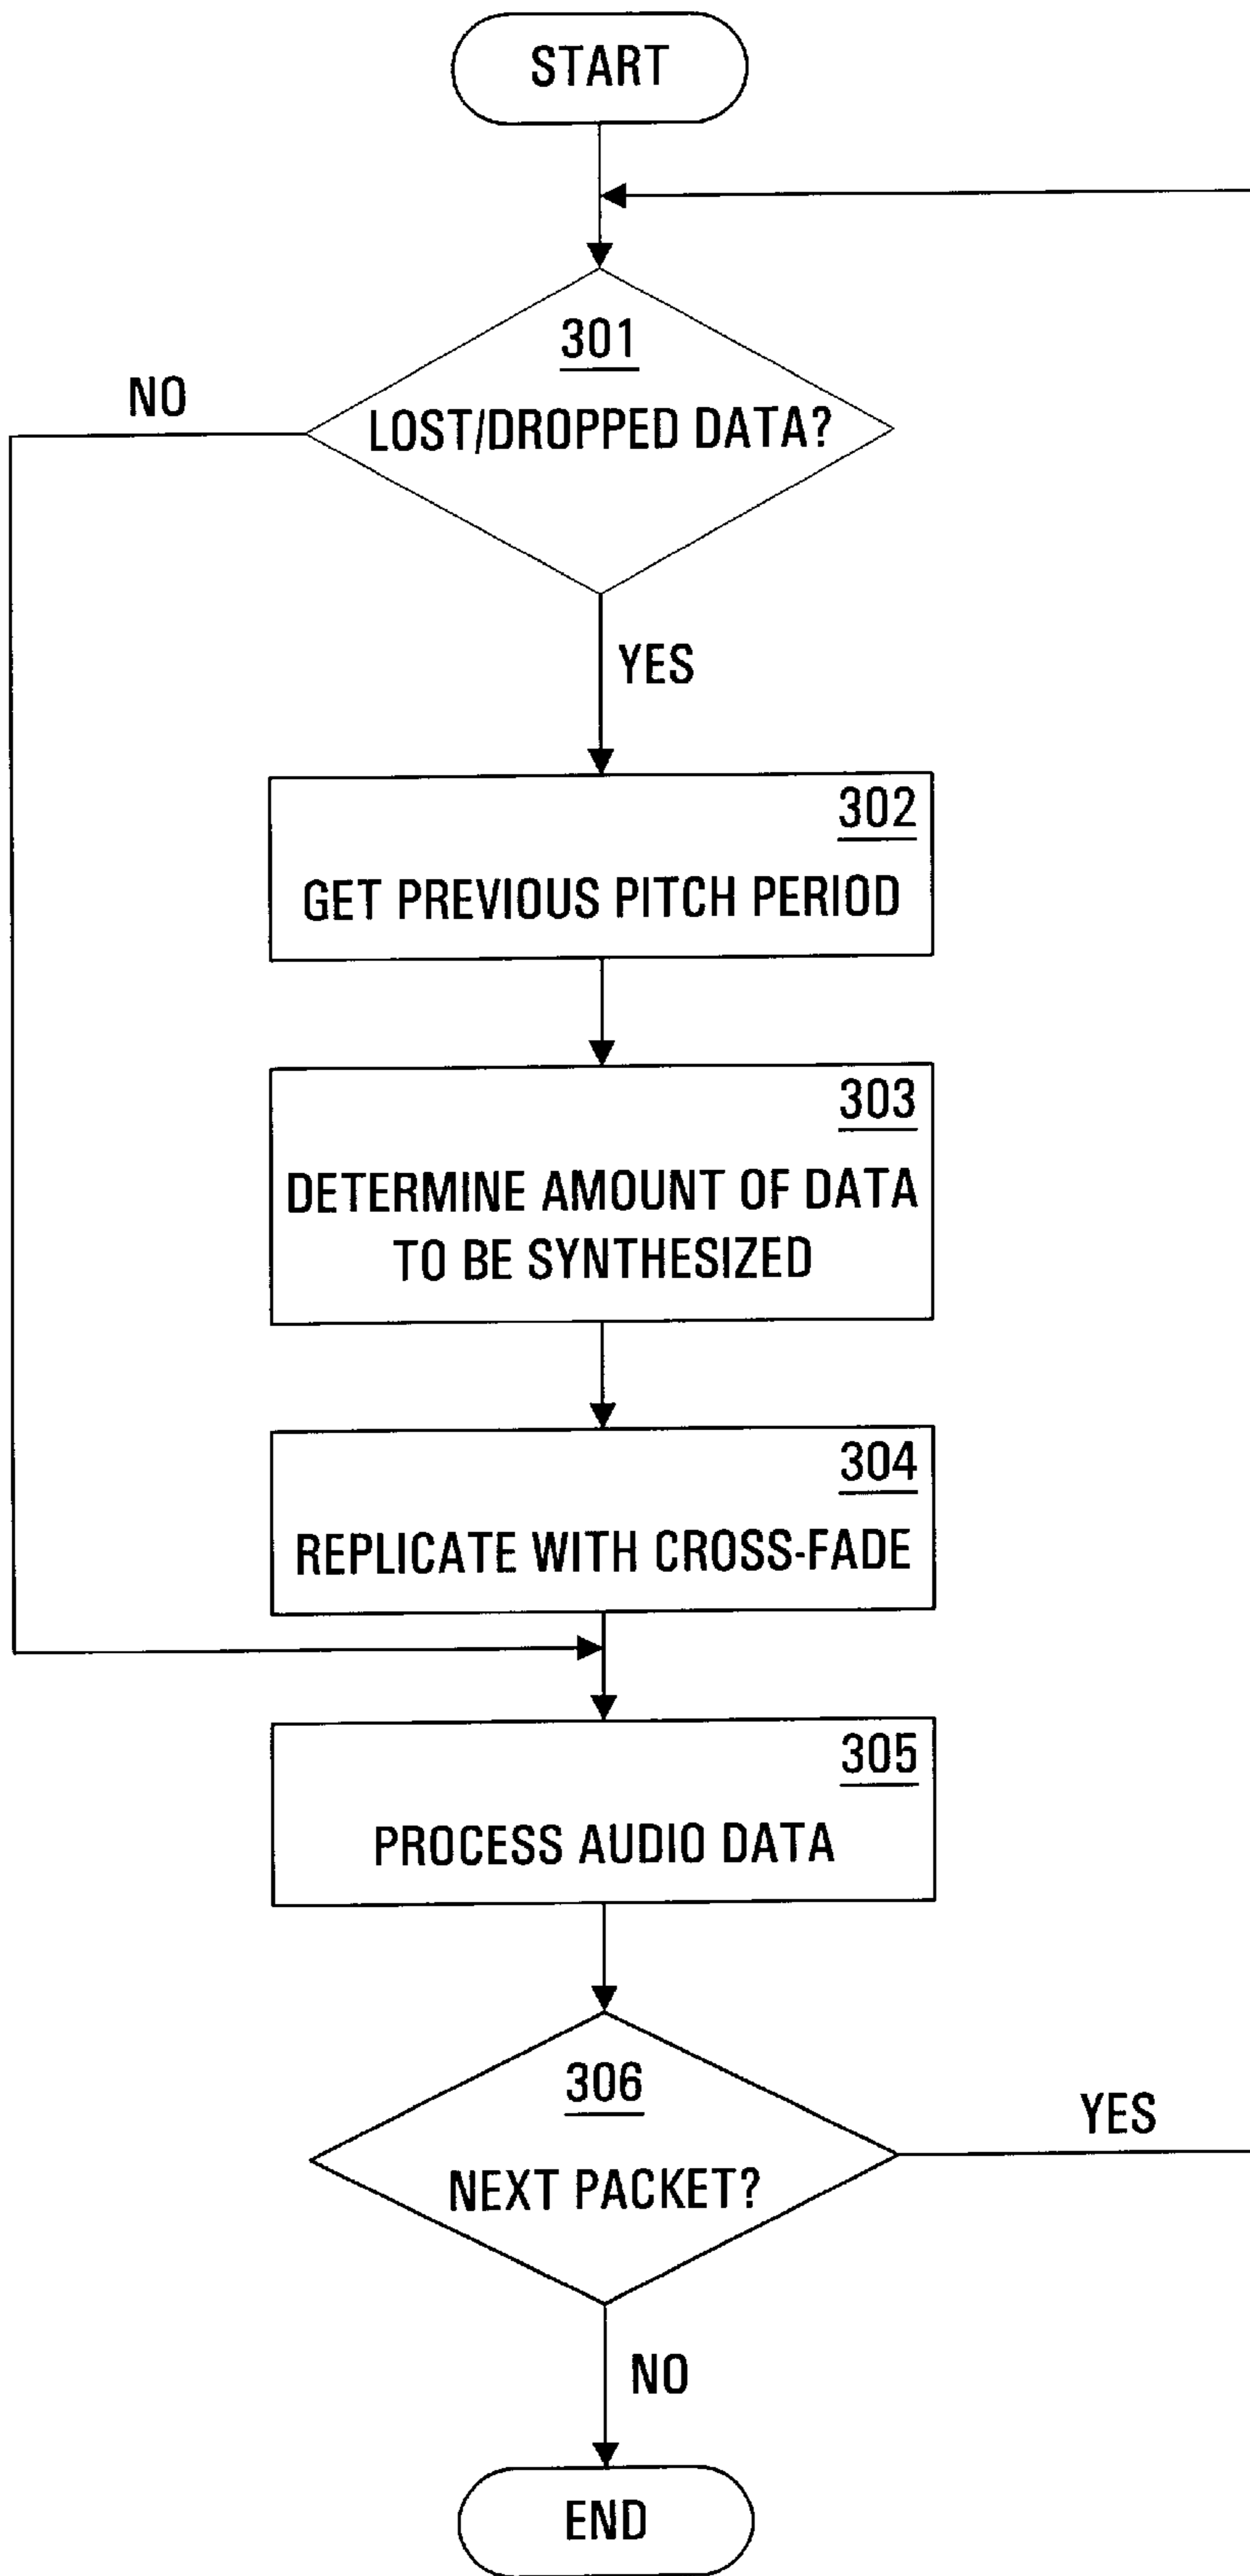 START
301
NO
LOST/DROPPED DATA?
YES
302
GET PREVIOUS PITCH PERIOD
303
DETERMINE AMOUNT OF DATA
TO BE SYNTHESIZED
304
REPLICATE WITH CROSS-FADE
305
PROCESS AUDIO DATA
306
YES
NEXT PACKET?
NO
END